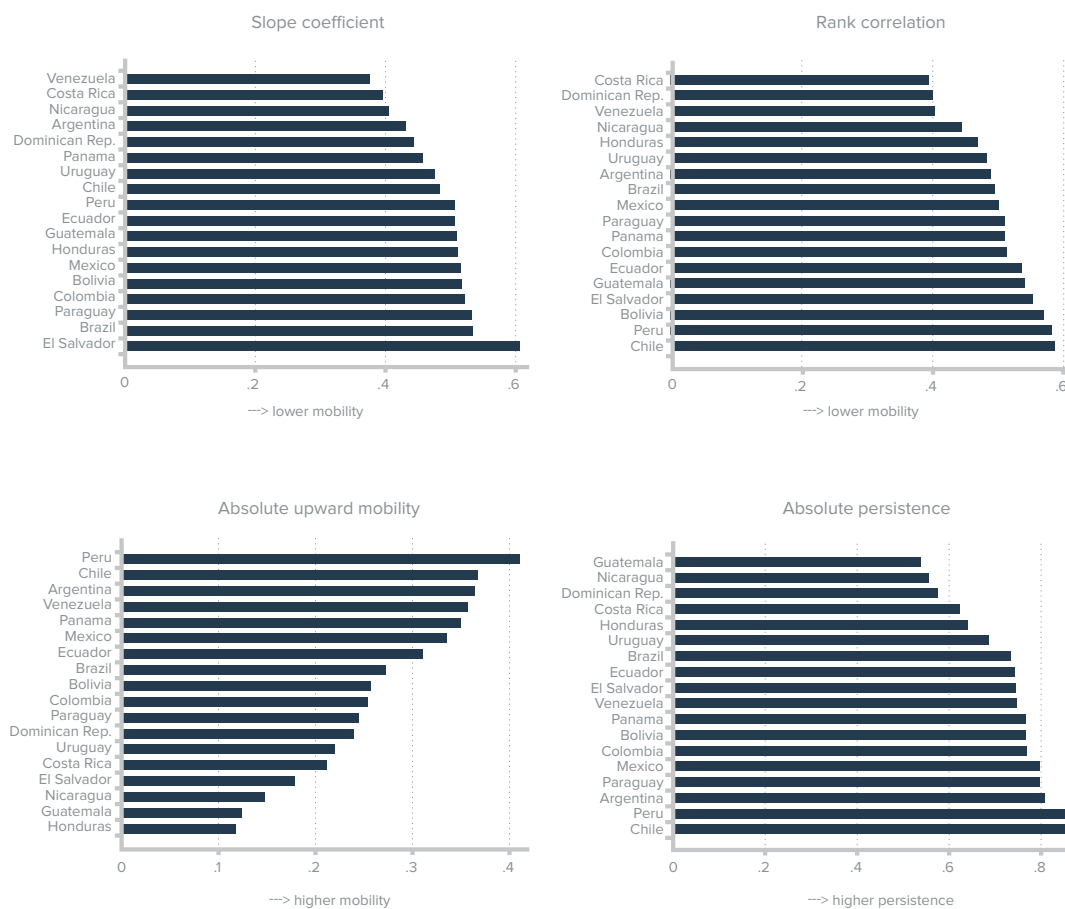 Slope coefficient
Venezuela
Costa Rica
Nicaragua
Argentina
Dominican Rep.
Panama
Uruguay
Chile
Peru
Ecuador
Guatemala
Honduras
Mexico
Bolivia
Colombia
Paraguay
Brazil
El Salvador
0 .2 .4 .6
---> lower mobility
Rank correlation
Costa Rica
Dominican Rep.
Venezuela
Nicaragua
Honduras
Uruguay
Argentina
Brazil
Mexico
Paraguay
Panama
Colombia
Ecuador
Guatemala
El Salvador
Bolivia
Peru
Chile
0 .2 .4 .6
---> lower mobility
Absolute upward mobility
Peru
Chile
Argentina
Venezuela
Panama
Mexico
Ecuador
Brazil
Bolivia
Colombia
Paraguay
Dominican Rep.
Uruguay
Costa Rica
El Salvador
Nicaragua
Guatemala
Honduras
0 .1 .2 .3 .4
---> higher mobility
Absolute persistence
Guatemala
Nicaragua
Dominican Rep.
Costa Rica
Honduras
Uruguay
Brazil
Ecuador
El Salvador
Venezuela
Panama
Bolivia
Colombia
Mexico
Paraguay
Argentina
Peru
Chile
0 .2 .4 .6 .8
---> higher persistence